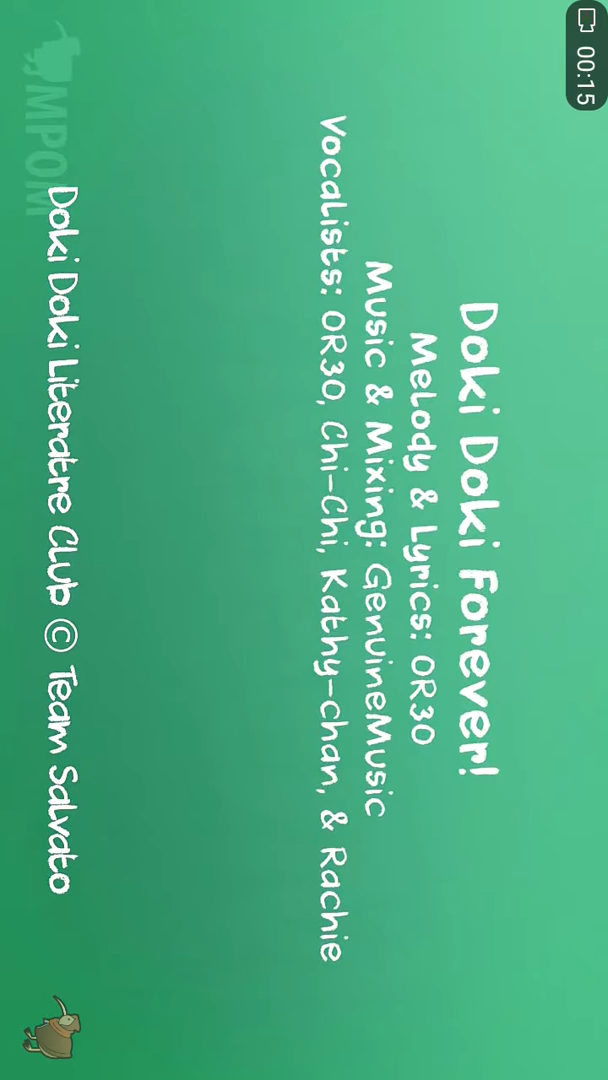 00:15
Doki Doki Forever!
Melody & Lyrics: OR30
Music & Mixing: GenuineMusic
Vocalists: OR30, Chi-Chi, Kathy-chan, & Rachie
MPOM
Doki Doki Literatre Club © Team Salvato